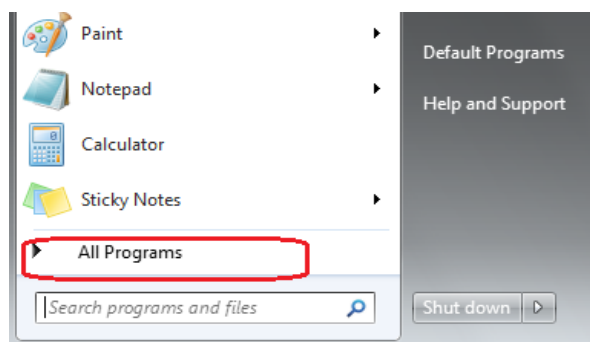 Paint
Notepad
Calculator
Sticky Notes
All Programs
Search programs and files
Default Programs
Help and Support
Shut down